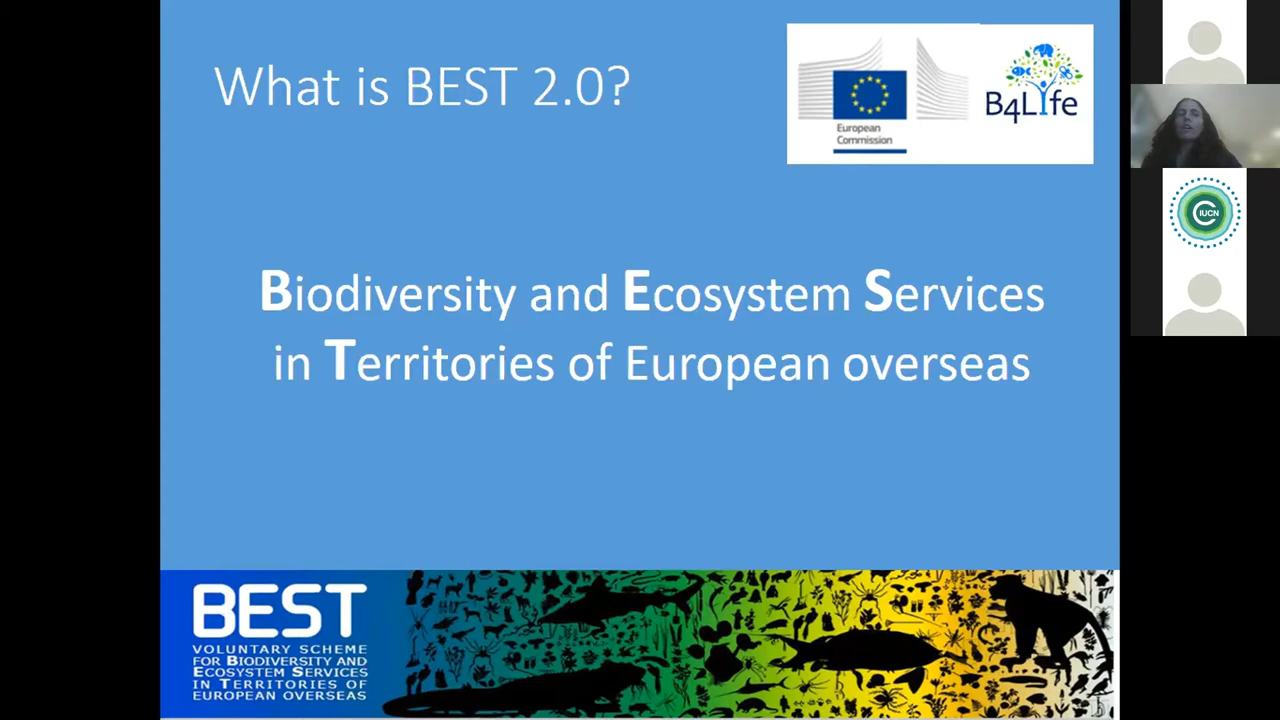 What is BEST 2.0?
European
Commission
B4Life
Biodiversity and Ecosystem Services
in Territories of European overseas
IUCN
BEST
VOLUNTARY SCHEME
FOR BIODIVERSITY AND
ECOSYSTEM SERVICES
IN TERRITORIES OF
EUROPEAN OVERSEAS